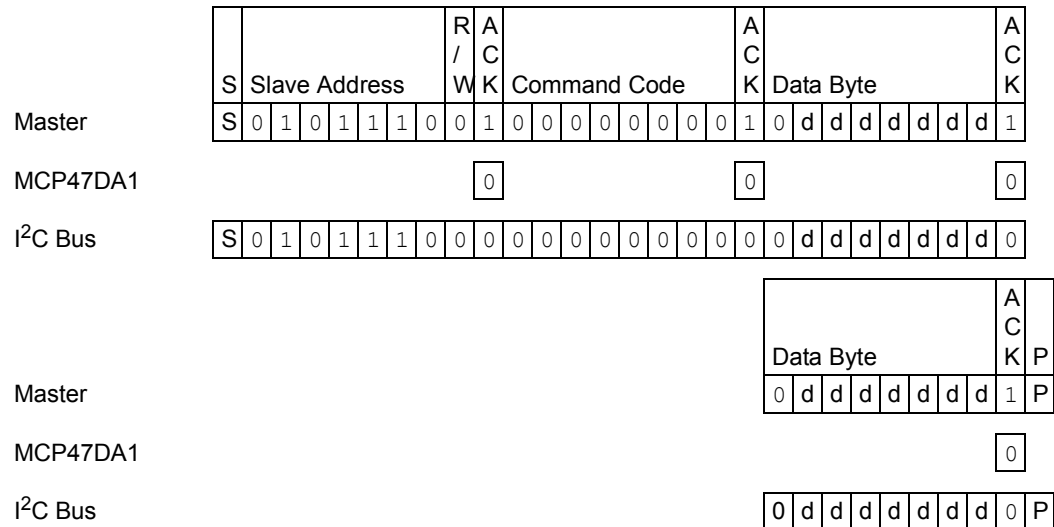 R A A A
/ C C C
S Slave Address W K Command Code K Data Byte K
Master S 0 1 0 1 1 1 0 0 1 0 0 0 0 0 0 0 0 1 0 d d d d d d d 1
MCP47DA1 0 0 0
I²C Bus S 0 1 0 1 1 1 0 0 0 0 0 0 0 0 0 0 0 0 0 d d d d d d d 0
A
C
Data Byte K P
Master 0 d d d d d d d 1 P
MCP47DA1 0
I²C Bus 0 d d d d d d d 0 P